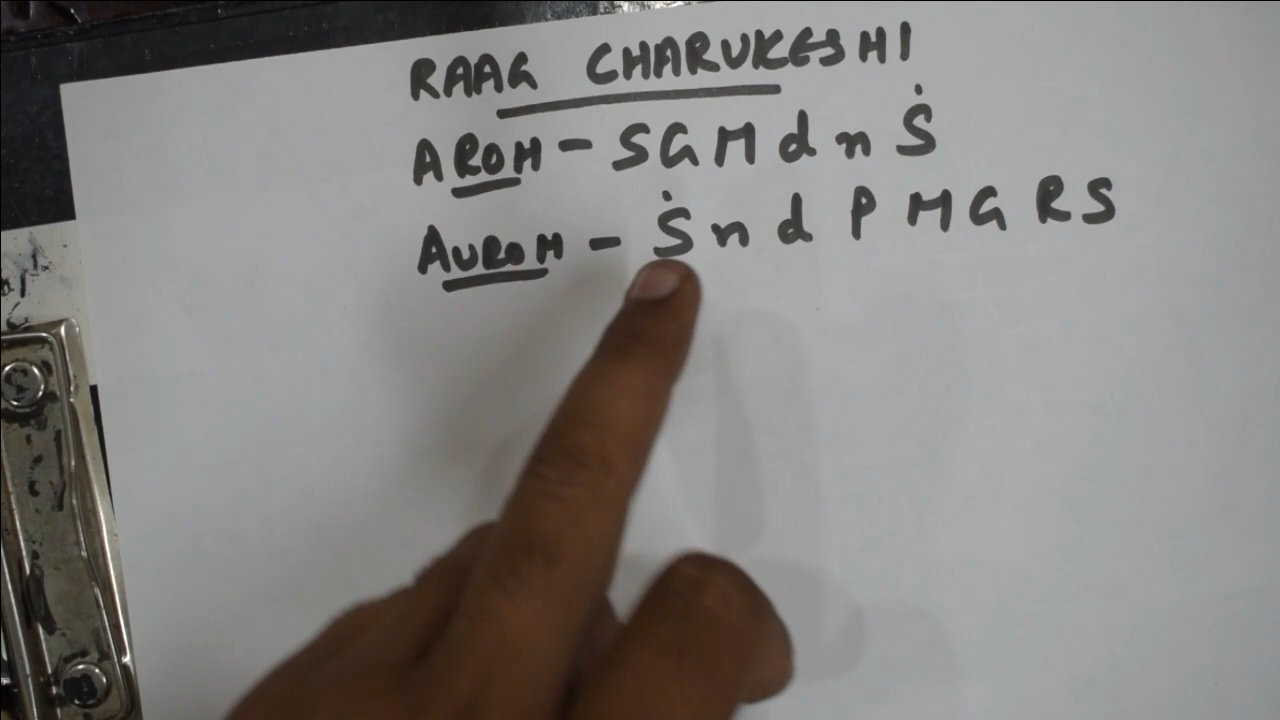 RAAG CHARUKESHI
AROH - S G M d n Ṡ
AUROH - Ṡ n d P M G R S